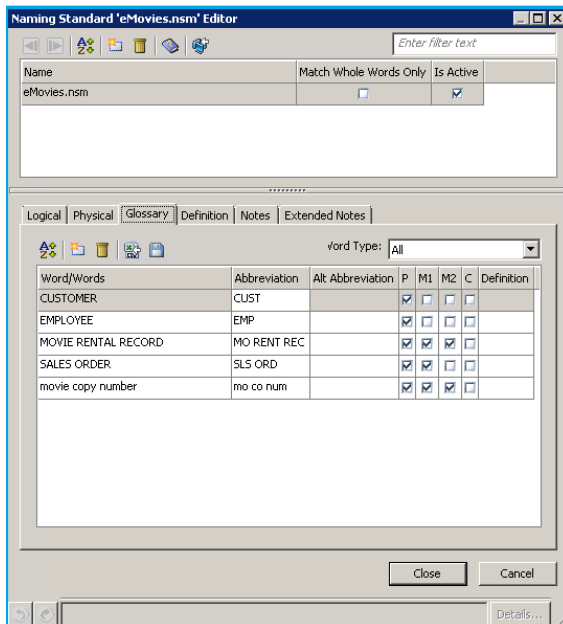 Naming Standard 'eMovies.nsm' Editor
Enter filter text
Name Match Whole Words Only Is Active
eMovies.nsm
Logical Physical Glossary Definition Notes Extended Notes
Word Type: All
Word/Words Abbreviation Alt Abbreviation P M1 M2 C Definition
CUSTOMER CUST
EMPLOYEE EMP
MOVIE RENTAL RECORD MO RENT REC
SALES ORDER SLS ORD
movie copy number mo co num
Close Cancel
Details...